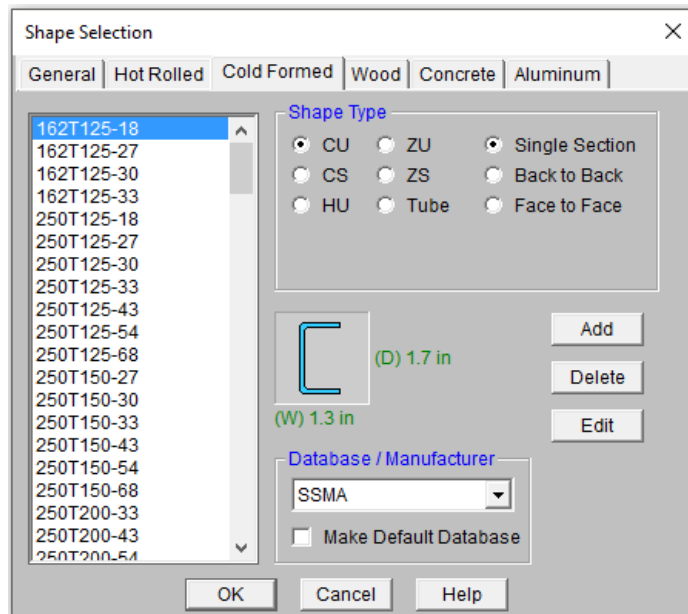 Shape Selection
General Hot Rolled Cold Formed Wood Concrete Aluminum
162T125-18
162T125-27
162T125-30
162T125-33
250T125-18
250T125-27
250T125-30
250T125-33
250T125-43
250T125-54
250T125-68
250T150-27
250T150-30
250T150-33
250T150-43
250T150-54
250T150-68
250T200-33
250T200-43
250T200-54
Shape Type
CU ZU Single Section
CS ZS Back to Back
HU Tube Face to Face
(D) 1.7 in
(W) 1.3 in
Add
Delete
Edit
Database / Manufacturer
SSMA
Make Default Database
OK Cancel Help